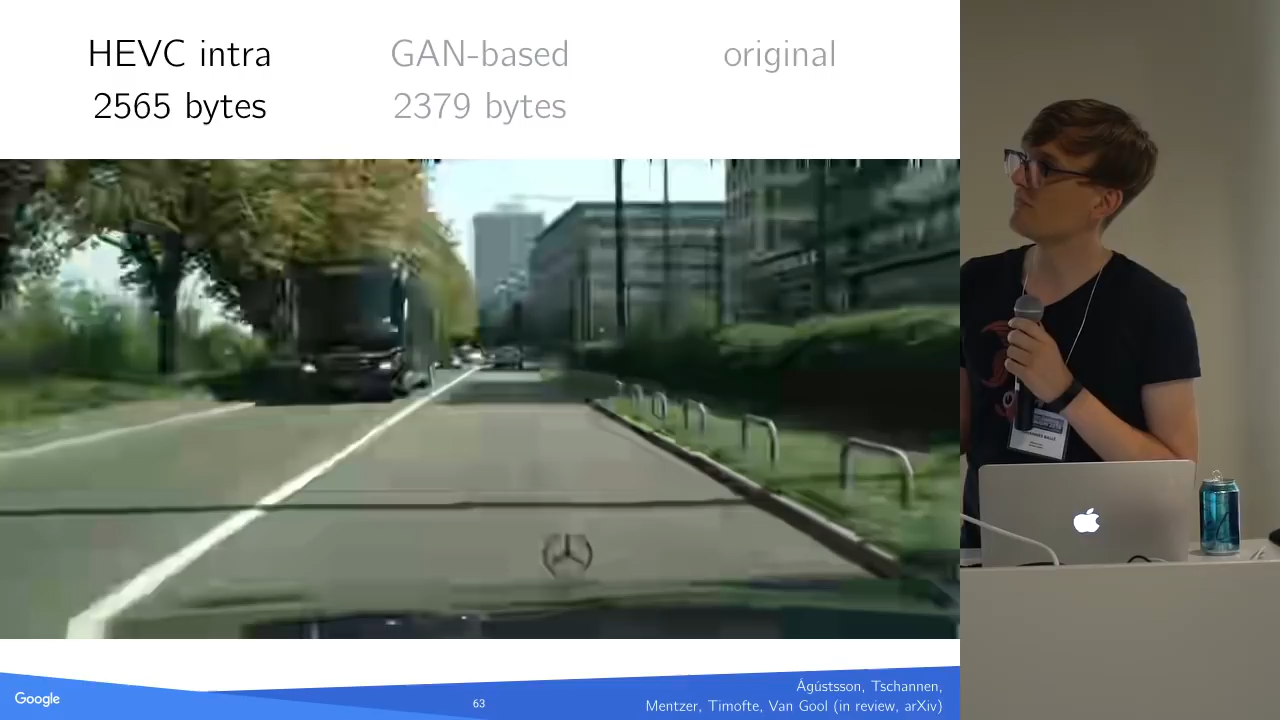 HEVC intra
2565 bytes
GAN-based
2379 bytes
original
Google
63
Ágústsson, Tschannen,
Mentzer, Timofte, Van Gool (in review, arXiv)